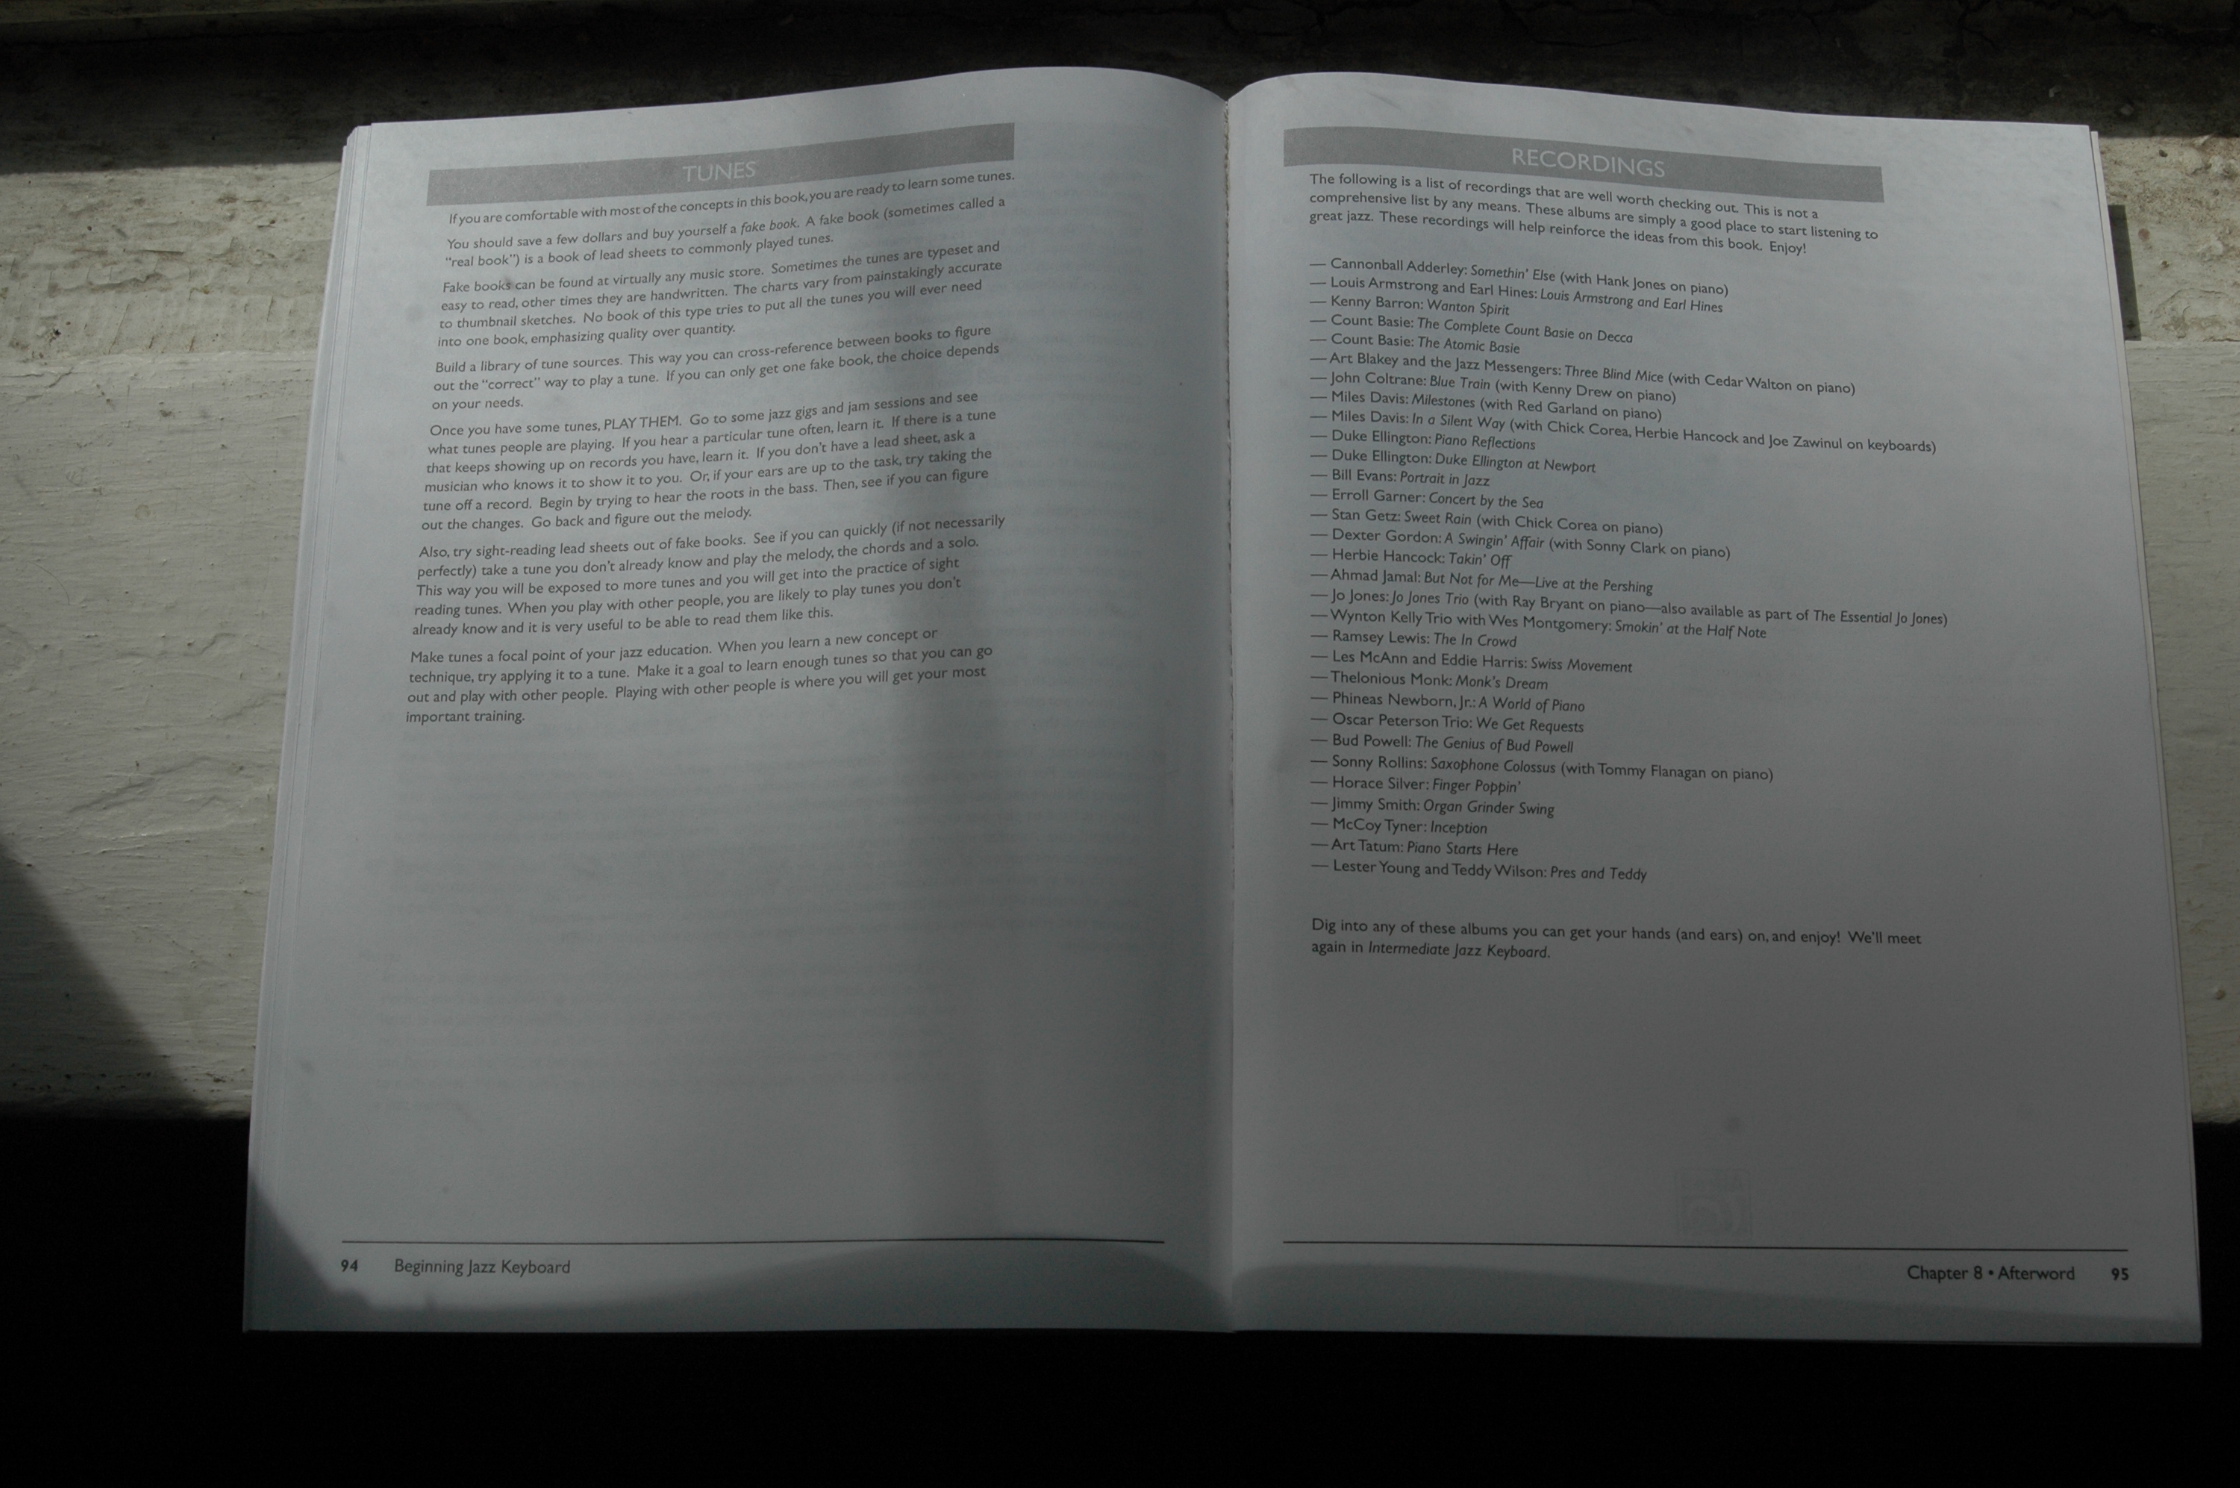 TUNES
If you are comfortable with most of the concepts in this book, you are ready to learn some tunes.
You should save a few dollars and buy yourself a fake book. A fake book (sometimes called a
"real book") is a book of lead sheets to commonly played tunes.
Fake books can be found at virtually any music store. Sometimes the tunes are typeset and
easy to read, other times they are handwritten. The charts vary from painstakingly accurate
to thumbnail sketches. No book of this type tries to put all the tunes you will ever need
into one book, emphasizing quality over quantity.
Build a library of tune sources. This way you can cross-reference between books to figure
out the "correct" way to play a tune. If you can only get one fake book, the choice depends
on your needs.
Once you have some tunes, PLAY THEM. Go to some jazz gigs and jam sessions and see
what tunes people are playing. If you hear a particular tune often, learn it. If there is a tune
that keeps showing up on records you have, learn it. If you don't have a lead sheet, ask a
musician who knows it to show it to you. Or, if your ears are up to the task, try taking the
tune off a record. Begin by trying to hear the roots in the bass. Then, see if you can figure
out the changes. Go back and figure out the melody.
Also, try sight-reading lead sheets out of fake books. See if you can quickly (if not necessarily
perfectly) take a tune you don't already know and play the melody, the chords and a solo.
This way you will be exposed to more tunes and you will get into the practice of sight
reading tunes. When you play with other people, you are likely to play tunes you don't
already know and it is very useful to be able to read them like this.
Make tunes a focal point of your jazz education. When you learn a new concept or
technique, try applying it to a tune. Make it a goal to learn enough tunes so that you can go
out and play with other people. Playing with other people is where you will get your most
important training.
94 Beginning Jazz Keyboard
RECORDINGS
The following is a list of recordings that are well worth checking out. This is not a
comprehensive list by any means. These albums are simply a good place to start listening to
great jazz. These recordings will help reinforce the ideas from this book. Enjoy!
— Cannonball Adderley: Somethin' Else (with Hank Jones on piano)
— Louis Armstrong and Earl Hines: Louis Armstrong and Earl Hines
— Kenny Barron: Wanton Spirit
— Count Basie: The Complete Count Basie on Decca
— Count Basie: The Atomic Basie
— Art Blakey and the Jazz Messengers: Three Blind Mice (with Cedar Walton on piano)
— John Coltrane: Blue Train (with Kenny Drew on piano)
— Miles Davis: Milestones (with Red Garland on piano)
— Miles Davis: In a Silent Way (with Chick Corea, Herbie Hancock and Joe Zawinul on keyboards)
— Duke Ellington: Piano Reflections
— Duke Ellington: Duke Ellington at Newport
— Bill Evans: Portrait in Jazz
— Erroll Garner: Concert by the Sea
— Stan Getz: Sweet Rain (with Chick Corea on piano)
— Dexter Gordon: A Swingin' Affair (with Sonny Clark on piano)
— Herbie Hancock: Takin' Off
— Ahmad Jamal: But Not for Me—Live at the Pershing
— Jo Jones: Jo Jones Trio (with Ray Bryant on piano—also available as part of The Essential Jo Jones)
— Wynton Kelly Trio with Wes Montgomery: Smokin' at the Half Note
— Ramsey Lewis: The In Crowd
— Les McAnn and Eddie Harris: Swiss Movement
— Thelonious Monk: Monk's Dream
— Phineas Newborn, Jr.: A World of Piano
— Oscar Peterson Trio: We Get Requests
— Bud Powell: The Genius of Bud Powell
— Sonny Rollins: Saxophone Colossus (with Tommy Flanagan on piano)
— Horace Silver: Finger Poppin'
— Jimmy Smith: Organ Grinder Swing
— McCoy Tyner: Inception
— Art Tatum: Piano Starts Here
— Lester Young and Teddy Wilson: Pres and Teddy
Dig into any of these albums you can get your hands (and ears) on, and enjoy! We'll meet
again in Intermediate Jazz Keyboard.
Chapter 8 • Afterword 95